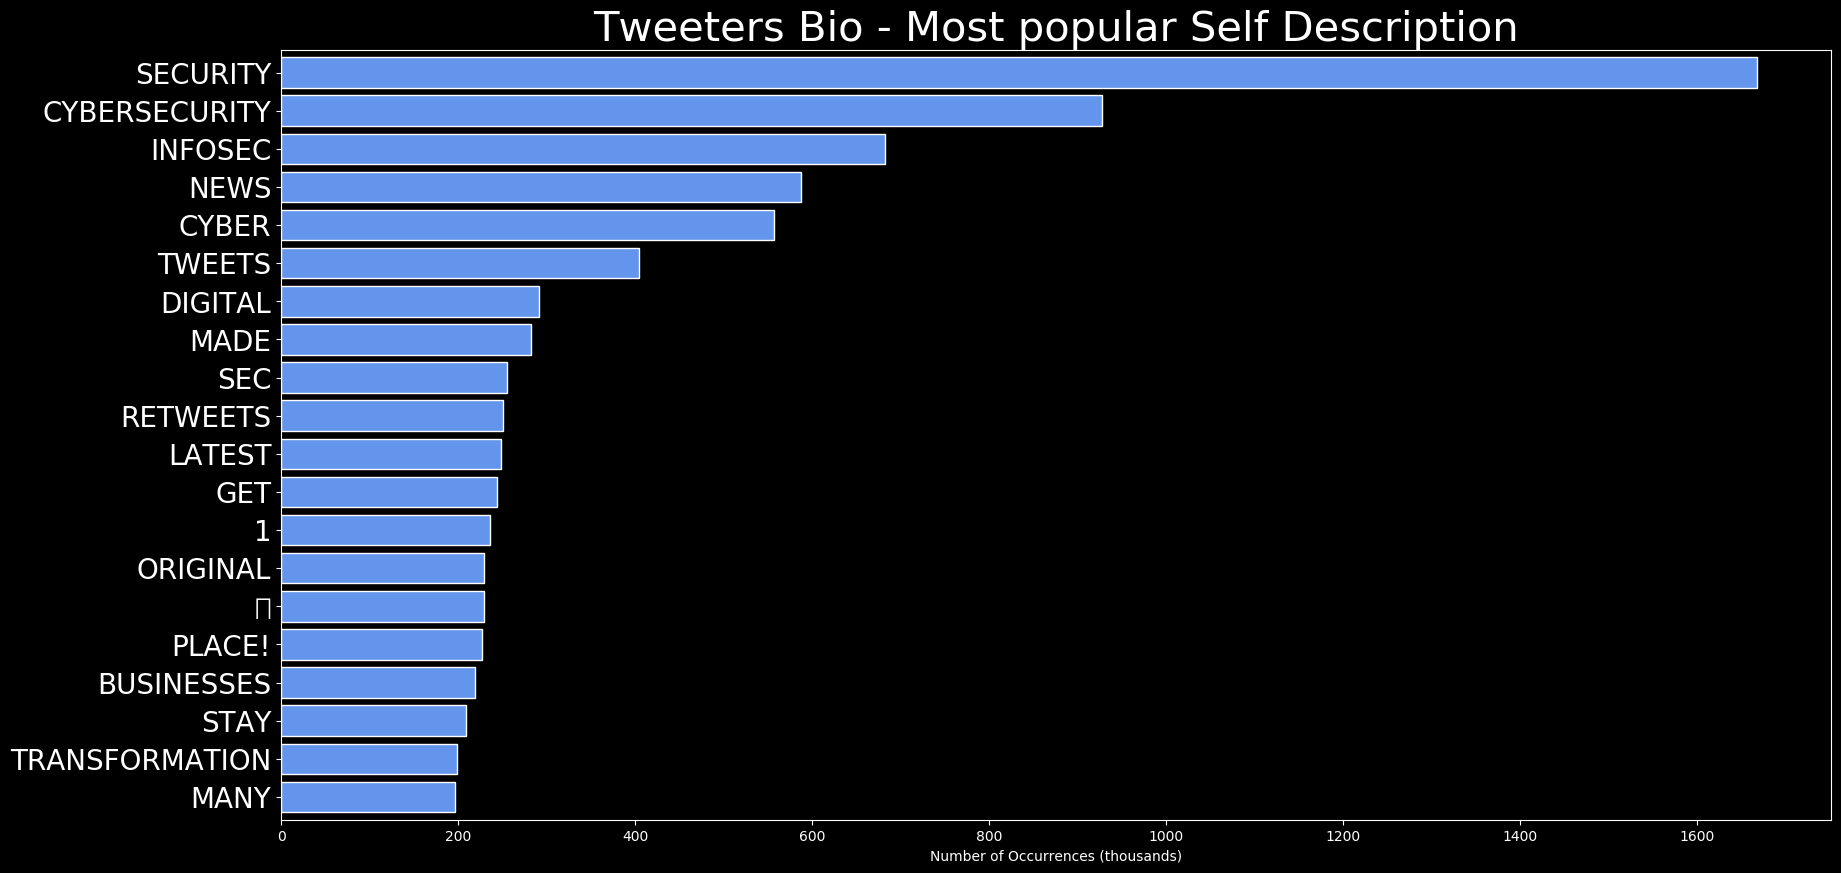 Tweeters Bio - Most popular Self Description
SECURITY
CYBERSECURITY
INFOSEC
NEWS
CYBER
TWEETS
DIGITAL
MADE
SEC
RETWEETS
LATEST
GET
1
ORIGINAL
PLACE!
BUSINESSES
STAY
TRANSFORMATION
MANY
0 200 400 600 800 1000 1200 1400 1600
Number of Occurrences (thousands)